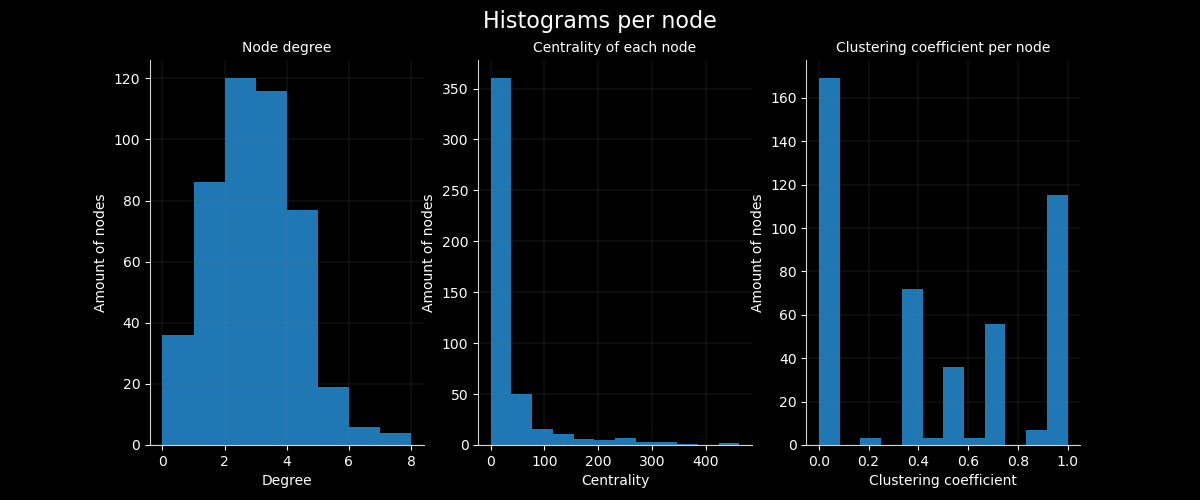 Histograms per node
Node degree
Amount of nodes
120
100
80
60
40
20
0
0 2 4 6 8
Degree
Centrality of each node
Amount of nodes
350
300
250
200
150
100
50
0
0 100 200 300 400
Centrality
Clustering coefficient per node
Amount of nodes
160
140
120
100
80
60
40
20
0
0.0 0.2 0.4 0.6 0.8 1.0
Clustering coefficient